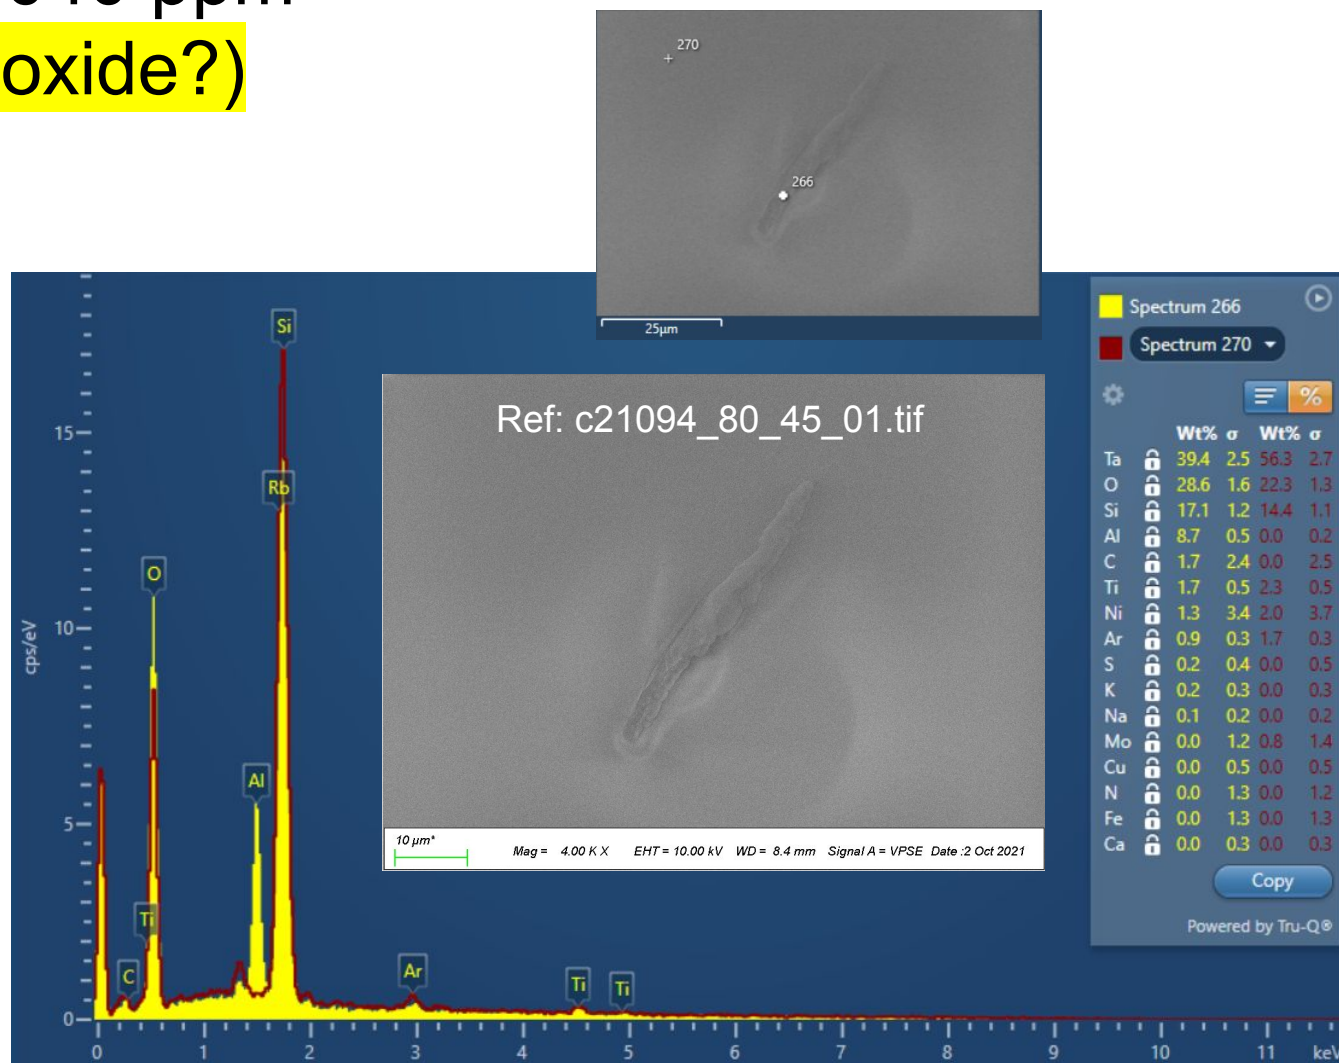 oxide?)
270
266
25µm
Ref: c21094_80_45_01.tif
10 µm*
Mag = 4.00 K X EHT = 10.00 kV WD = 8.4 mm Signal A = VPSE Date :2 Oct 2021
Si
Rb
O
Al
Ti
C
Ar
Ti
Ti
cps/eV
15
10
5
0
0 1 2 3 4 5 6 7 8 9 10 11 keV
Spectrum 266
Spectrum 270
%
Wt% σ Wt% σ
Ta 39.4 2.5 56.3 2.7
O 28.6 1.6 22.3 1.3
Si 17.1 1.2 14.4 1.1
Al 8.7 0.5 0.0 0.2
C 1.7 2.4 0.0 2.5
Ti 1.7 0.5 2.3 0.5
Ni 1.3 3.4 2.0 3.7
Ar 0.9 0.3 1.7 0.3
S 0.2 0.4 0.0 0.5
K 0.2 0.3 0.0 0.3
Na 0.1 0.2 0.0 0.2
Mo 0.0 1.2 0.8 1.4
Cu 0.0 0.5 0.0 0.5
N 0.0 1.3 0.0 1.2
Fe 0.0 1.3 0.0 1.3
Ca 0.0 0.3 0.0 0.3
Copy
Powered by Tru-Q®